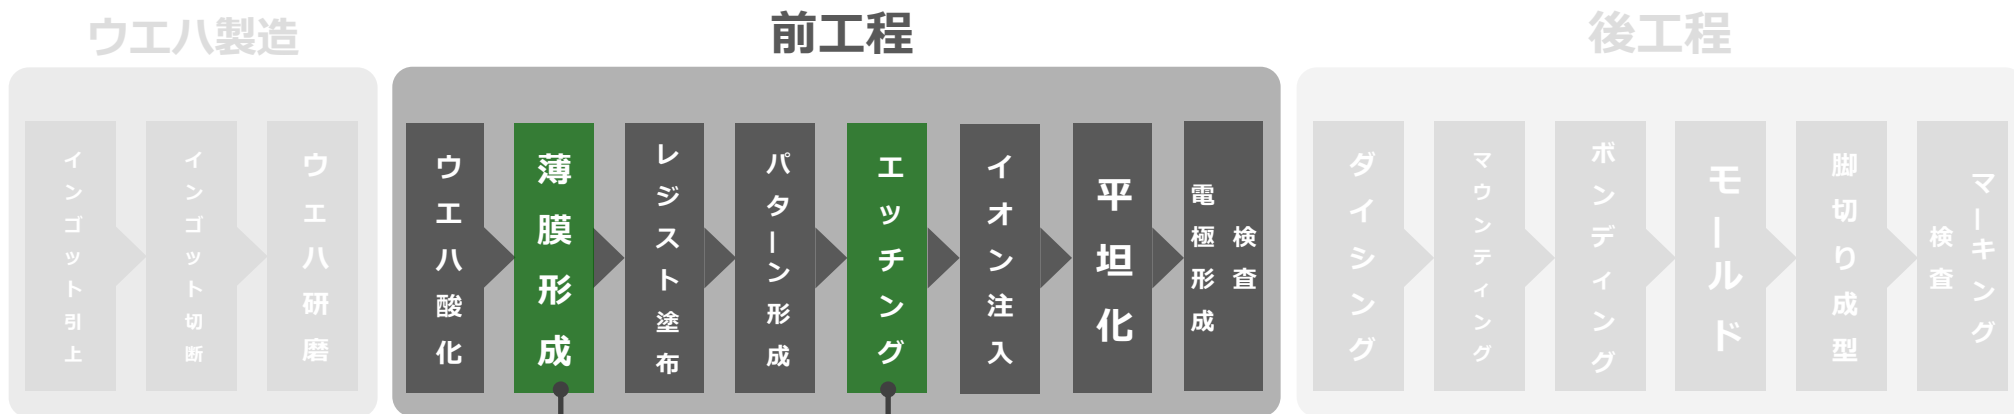 ウエハ製造
前工程
後工程
インゴット引上
インゴット切断
ウエハ研磨
ウエハ酸化
薄膜形成
レジスト塗布
パターン形成
エッチング
イオン注入
平坦化
検査
電極形成
ダイシング
マウンティング
ボンディング
モールド
脚切り成型
マーキング
検査